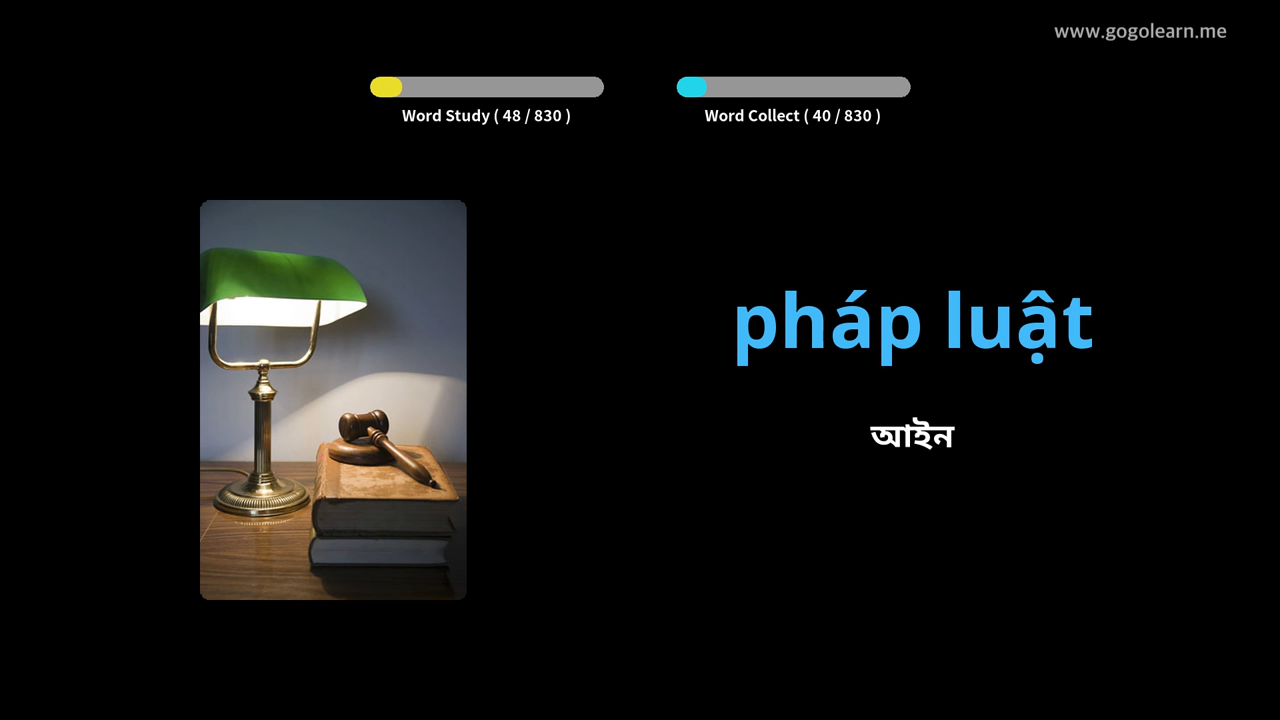 www.gogolearn.me
Word Study ( 48 / 830 )
Word Collect ( 40 / 830 )
pháp luật
আইন